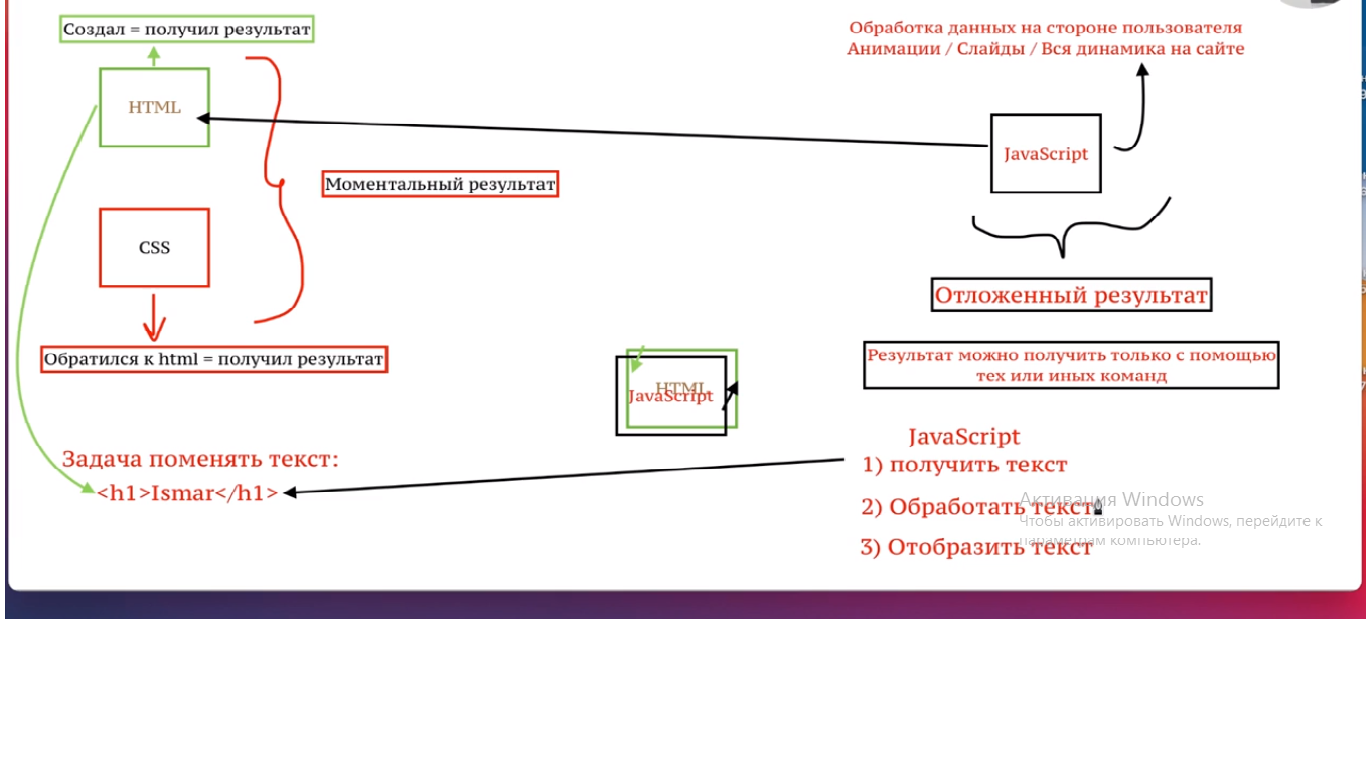 Создал = получил результат
HTML
Моментальный результат
CSS
Обратился к html = получил результат
Задача поменять текст:
<h1>Ismar</h1>
HTML
JavaScript
Обработка данных на стороне пользователя
Анимации / Слайды / Вся динамика на сайте
JavaScript
Отложенный результат
Результат можно получить только с помощью
тех или иных команд
JavaScript
1) получить текст
2) Обработать текст
3) Отобразить текст
Активация Windows
Чтобы активировать Windows, перейдите к
параметрам компьютера.